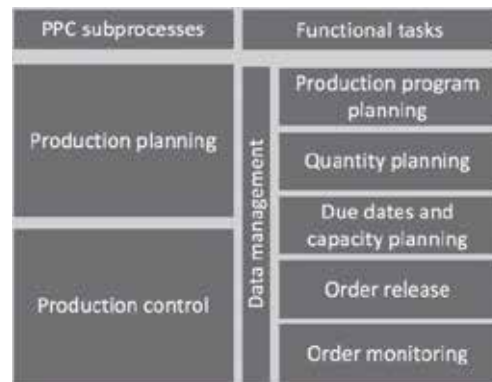 PPC subprocesses
Functional tasks
Production planning
Production control
Data management
Production program
planning
Quantity planning
Due dates and
capacity planning
Order release
Order monitoring